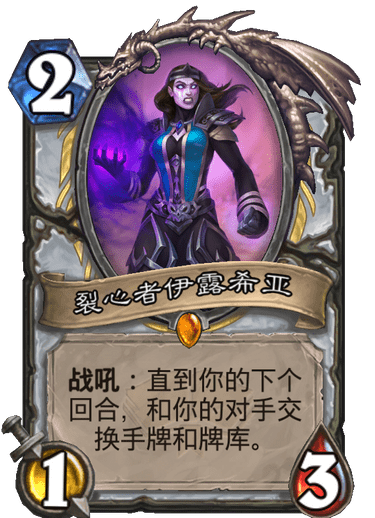 2
裂心者伊露希亚
战吼：直到你的下个
回合，和你的对手交
换手牌和牌库。
1
3